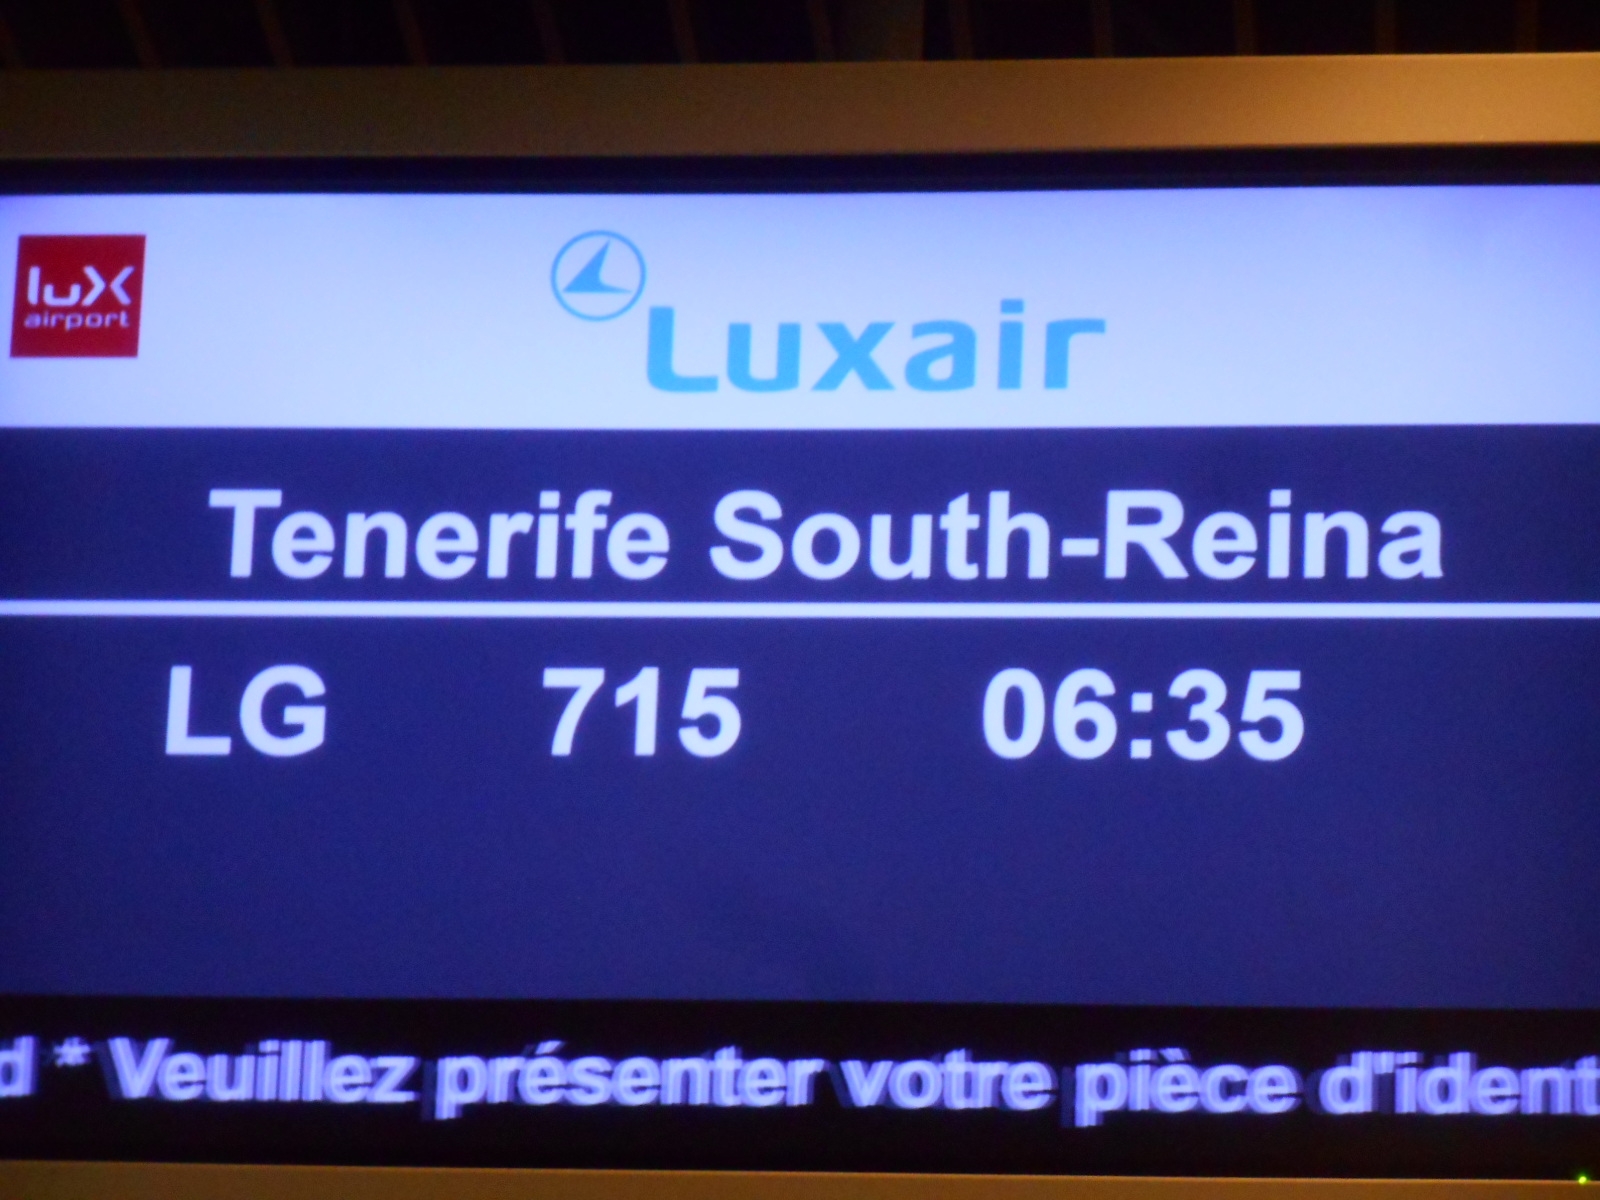 lux
airport
Luxair
Tenerife South-Reina
LG 715 06:35
d * Veuillez présenter votre pièce d'ident